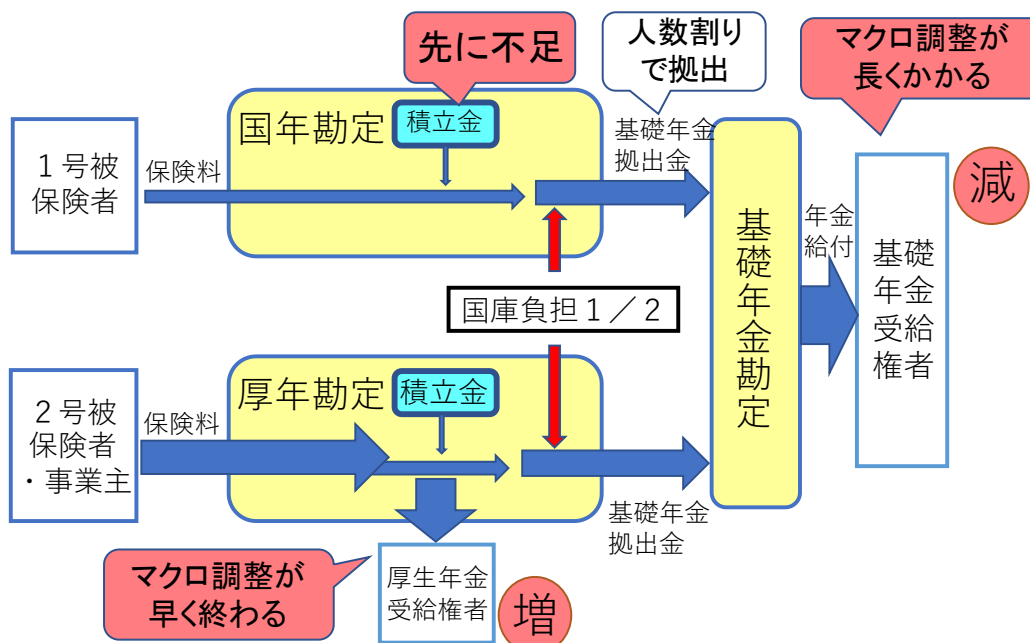 先に不足
人数割り
で拠出
マクロ調整が
長くかかる
国年勘定
積立金
基礎年金
拠出金
１号被
保険者
保険料
減
年金
給付
基礎年金勘定
基礎
年金
受給
権者
国庫負担１／２
２号被
保険者
・事業主
保険料
厚年勘定
積立金
基礎年金
拠出金
マクロ調整が
早く終わる
厚生年金
受給権者
増